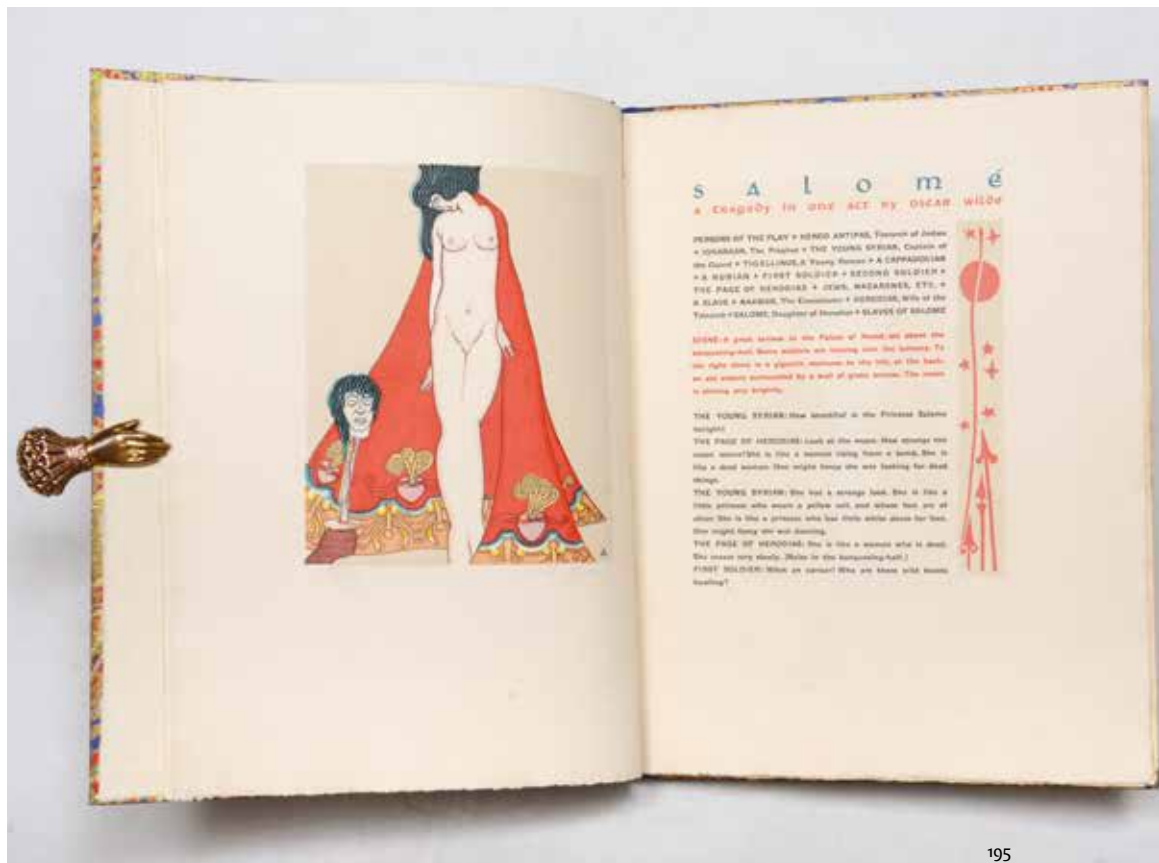 salomé
a tragedy in one act by oscar wilde
PERSONS OF THE PLAY HEROD ANTIPAS, Tetrarch of Judea
The Prophet THE YOUNG SYRIAN, Captain of
the Guard TIGELLINUS, A Young Roman A CAPPADOCIAN
A NUBIAN FIRST SOLDIER SECOND SOLDIER
THE PAGE OF HERODIAS JEWS, NAZARENES, ETC.
A SLAVE The Executioner HERODIAS, Wife of the
Tetrarch SALOME, Daughter of Herodias SLAVES OF SALOME
SCENE: A great terrace in the Palace of Herod, set above the
banqueting-hall. Some soldiers are leaning over the balcony. To
the right there is a gigantic staircase; to the left, at the back,
an old cistern surrounded by a wall of green bronze. The moon
is shining very brightly.
THE YOUNG SYRIAN: How beautiful is the Princess Salome
tonight!
THE PAGE OF HERODIAS: Look at the moon. How strange the
moon seems! She is like a woman rising from a tomb. She is
like a dead woman. One might fancy she was looking for dead
things.
THE YOUNG SYRIAN: She has a strange look. She is like a
little princess who wears a yellow veil, and whose feet are of
silver. She is like a princess who has little white doves for feet.
One might fancy she was dancing.
THE PAGE OF HERODIAS: She is like a woman who is dead.
She moves very slowly. (Noise in the banqueting-hall.)
FIRST SOLDIER: What an uproar! Who are those wild beasts
howling?
195